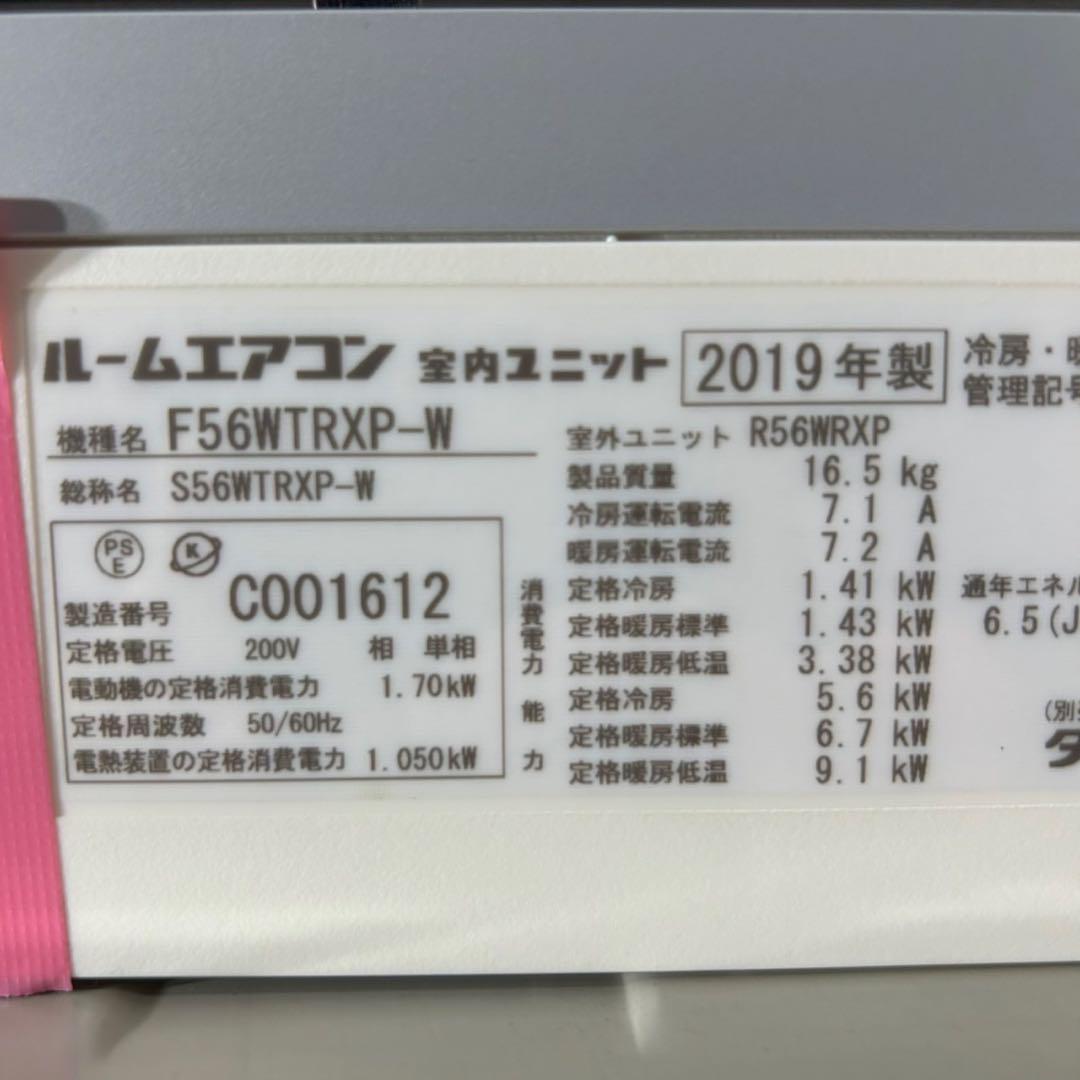 ルームエアコン 室内ユニット 2019年製
冷房・暖
管理記号
機種名 F56WTRXP-W
総称名 S56WTRXP-W
PS
E
K
製造番号 C001612
定格電圧 200V 相 単相
電動機の定格消費電力 1.70kW
定格周波数 50/60Hz
電熱装置の定格消費電力 1.050kW
室外ユニット R56WRXP
製品質量 16.5 kg
冷房運転電流 7.1 A
暖房運転電流 7.2 A
消費電力
定格冷房 1.41 kW
定格暖房標準 1.43 kW
定格暖房低温 3.38 kW
能力
定格冷房 5.6 kW
定格暖房標準 6.7 kW
定格暖房低温 9.1 kW
通年エネル
6.5(J
(別
ダ